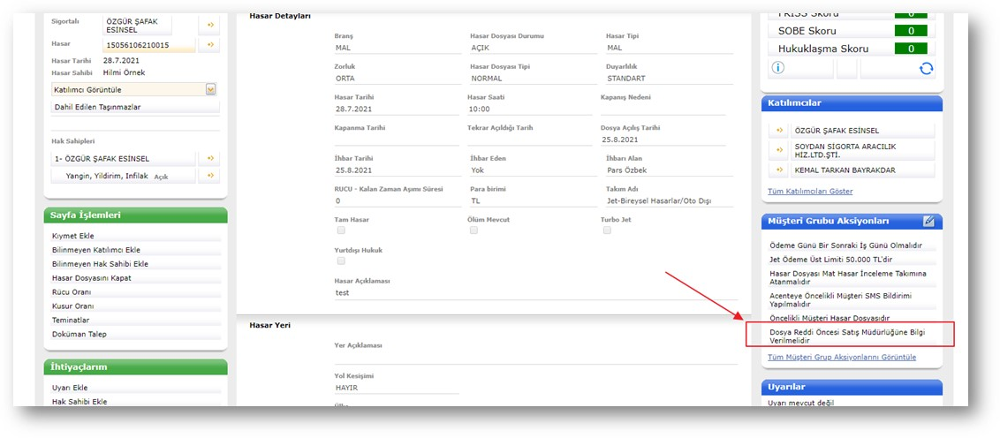 Sigortalı
ÖZGÜR ŞAFAK
ESİNSEL
Hasar
15056106210015
Hasar Tarihi
28.7.2021
Hasar Sahibi
Hilmi Örnek
Katılımcı Görüntüle
Dahil Edilen Taşınmazlar
Hak Sahipleri
1- ÖZGÜR ŞAFAK ESİNSEL
Yangin, Yildirim, Infilak Açık
Sayfa İşlemleri
Kıymet Ekle
Bilinmeyen Katılımcı Ekle
Bilinmeyen Hak Sahibi Ekle
Hasar Dosyasını Kapat
Rücu Oranı
Kusur Oranı
Teminatlar
Doküman Talep
İhtiyaçlarım
Uyarı Ekle
Hak Sahibi Ekle
Hasar Detayları
Branş
Hasar Dosyası Durumu
Hasar Tipi
MAL
AÇIK
MAL
Zorluk
Hasar Dosyası Tipi
Duyarlılık
ORTA
NORMAL
STANDART
Hasar Tarihi
Hasar Saati
Kapanış Nedeni
28.7.2021
10:00
Kapanma Tarihi
Tekrar Açıldığı Tarih
Dosya Açılış Tarihi
25.8.2021
İhbar Tarihi
İhbar Eden
İhbarı Alan
25.8.2021
Yok
Pars Özbek
RUCU - Kalan Zaman Aşımı Süresi
Para birimi
Takım Adı
0
TL
Jet-Bireysel Hasarlar/Oto Dışı
Tam Hasar
Ölüm Mevcut
Turbo Jet
Yurtdışı Hukuk
Hasar Açıklaması
test
Hasar Yeri
Yer Açıklaması
Yol Kesişimi
HAYIR
Ülke
FRISS Skoru
0
SOBE Skoru
0
Hukuklaşma Skoru
0
Katılımcılar
ÖZGÜR ŞAFAK ESİNSEL
SOYDAN SİGORTA ARACILIK
HİZ.LTD.ŞTİ.
KEMAL TARKAN BAYRAKDAR
Tüm Katılımcıları Göster
Müşteri Grubu Aksiyonları
Ödeme Günü Bir Sonraki İş Günü Olmalıdır
Jet Ödeme Üst Limiti 50.000 TL'dir
Hasar Dosyası Mat Hasar İnceleme Takımına
Atanmalıdır
Acenteye Öncelikli Müşteri SMS Bildirimi
Yapılmalıdır
Öncelikli Müşteri Hasar Dosyasıdır
Dosya Reddi Öncesi Satış Müdürlüğüne Bilgi
Verilmelidir
Tüm Müşteri Grup Aksiyonlarını Görüntüle
Uyarılar
Uyarı mevcut değil